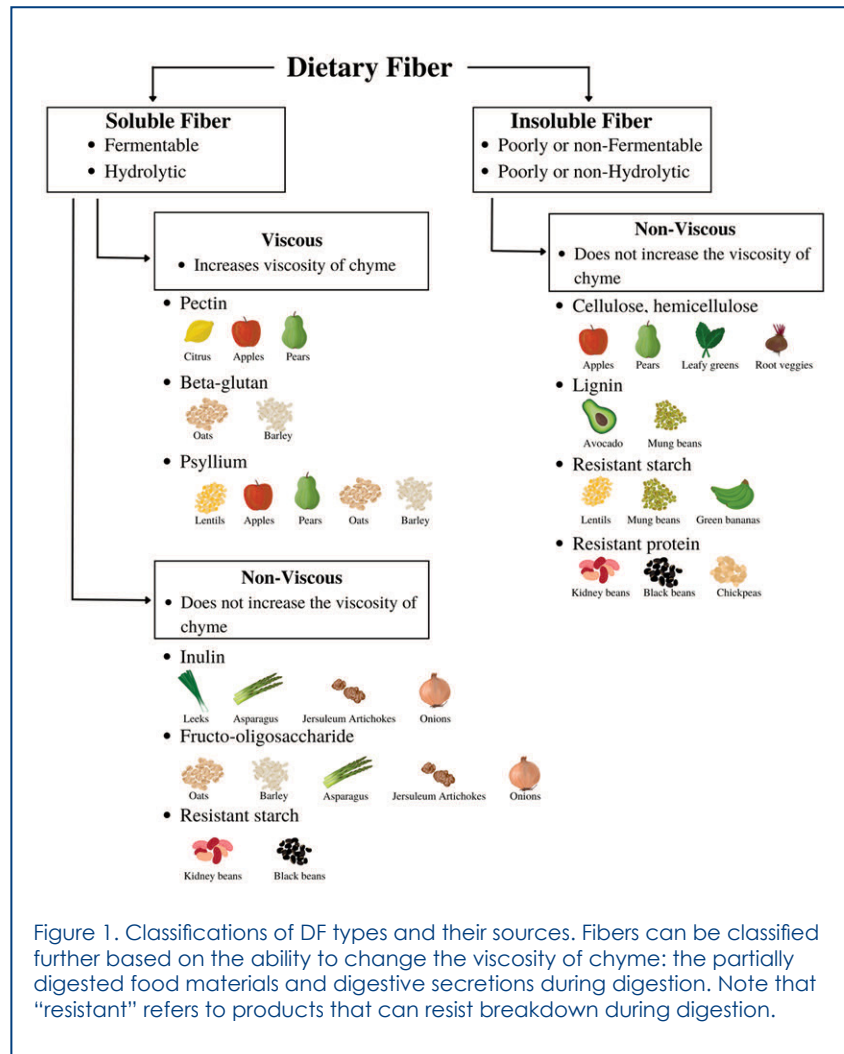 Dietary Fiber
Soluble Fiber
• Fermentable
• Hydrolytic
Insoluble Fiber
• Poorly or non-Fermentable
• Poorly or non-Hydrolytic
Viscous
• Increases viscosity of chyme
• Pectin
Citrus Apples Pears
• Beta-glutan
Oats Barley
• Psyllium
Lentils Apples Pears Oats Barley
Non-Viscous
• Does not increase the viscosity of
chyme
• Inulin
Leeks Asparagus Jersuleum Artichokes Onions
• Fructo-oligosaccharide
Oats Barley Asparagus Jersuleum Artichokes Onions
• Resistant starch
Kidney beans Black beans
Non-Viscous
• Does not increase the viscosity of
chyme
• Cellulose, hemicellulose
Apples Pears Leafy greens Root veggies
• Lignin
Avocado Mung beans
• Resistant starch
Lentils Mung beans Green bananas
• Resistant protein
Kidney beans Black beans Chickpeas
Figure 1. Classifications of DF types and their sources. Fibers can be classified
further based on the ability to change the viscosity of chyme: the partially
digested food materials and digestive secretions during digestion. Note that
“resistant” refers to products that can resist breakdown during digestion.